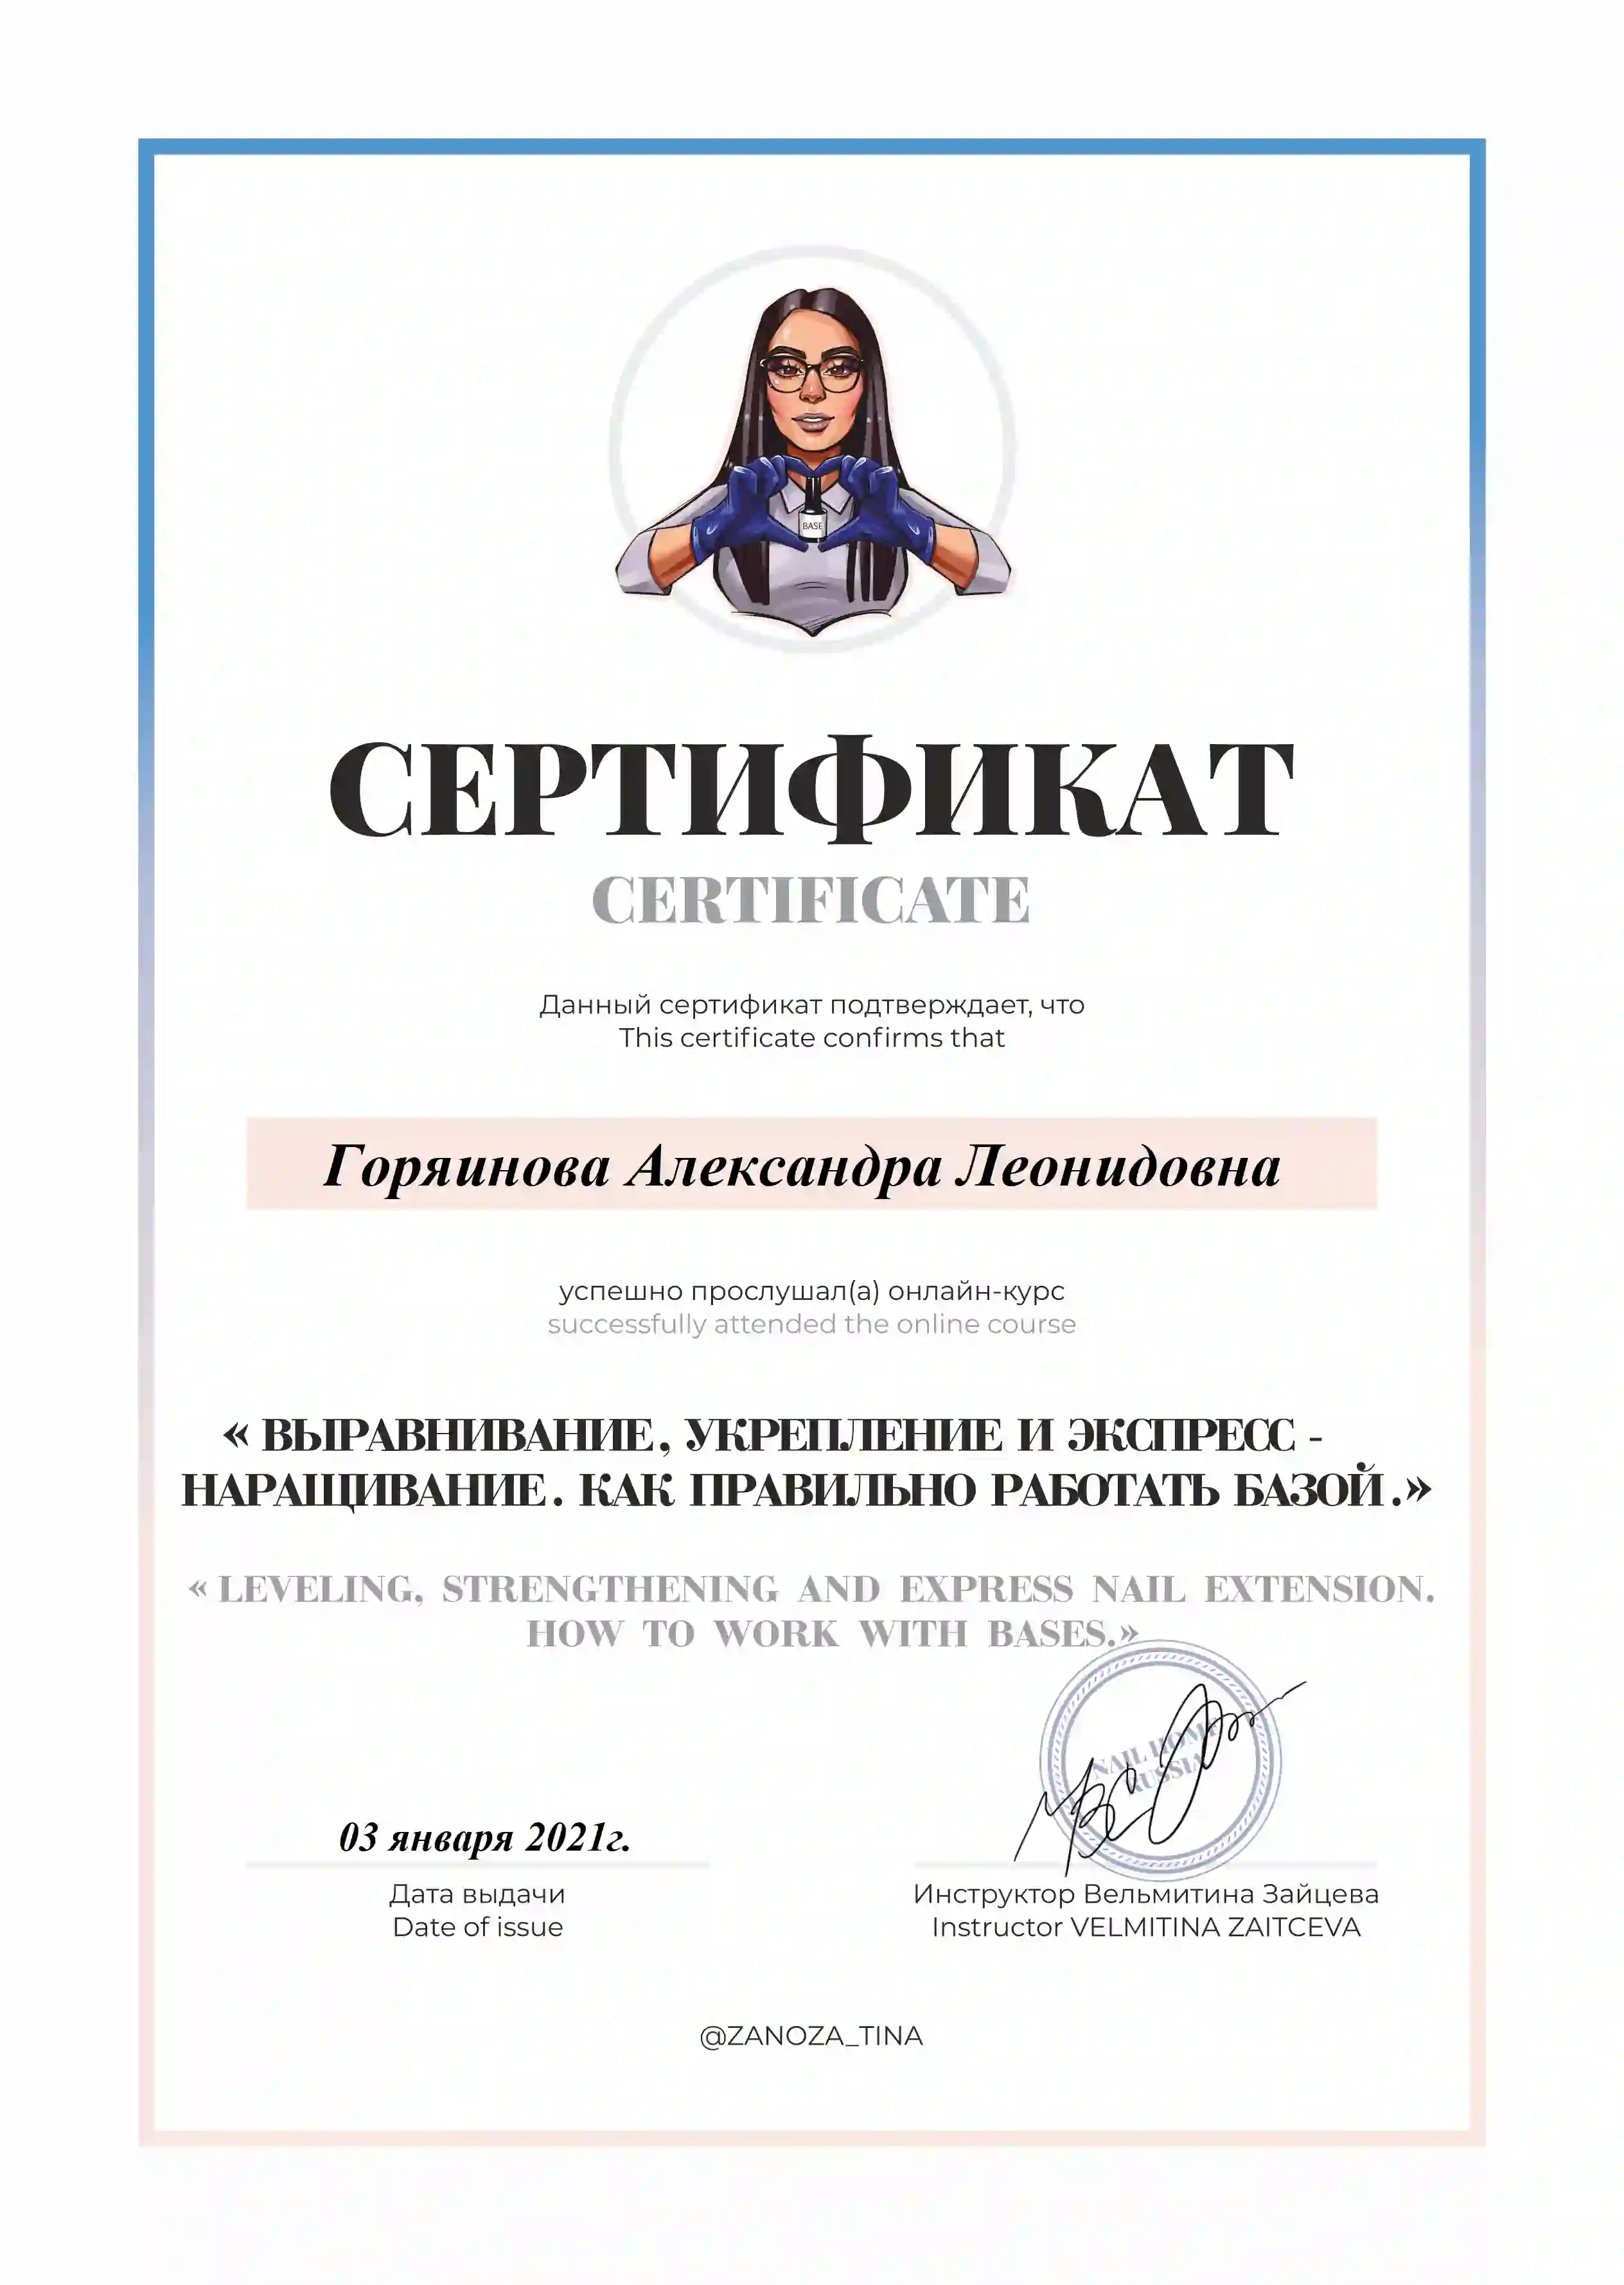 BASE
СЕРТИФИКАТ
CERTIFICATE
Данный сертификат подтверждает, что
This certificate confirms that
Горяинова Александра Леонидовна
успешно прослушал(а) онлайн-курс
successfully attended the online course
« ВЫРАВНИВАНИЕ, УКРЕПЛЕНИЕ И ЭКСПРЕСС -
НАРАЩИВАНИЕ. КАК ПРАВИЛЬНО РАБОТАТЬ БАЗОЙ.»
« LEVELING, STRENGTHENING AND EXPRESS NAIL EXTENSION.
HOW TO WORK WITH BASES.»
NAIL HOME
RUSSIA
03 января 2021г.
Дата выдачи
Date of issue
Инструктор Вельмитина Зайцева
Instructor VELMITINA ZAITCEVA
@ZANOZA_TINA